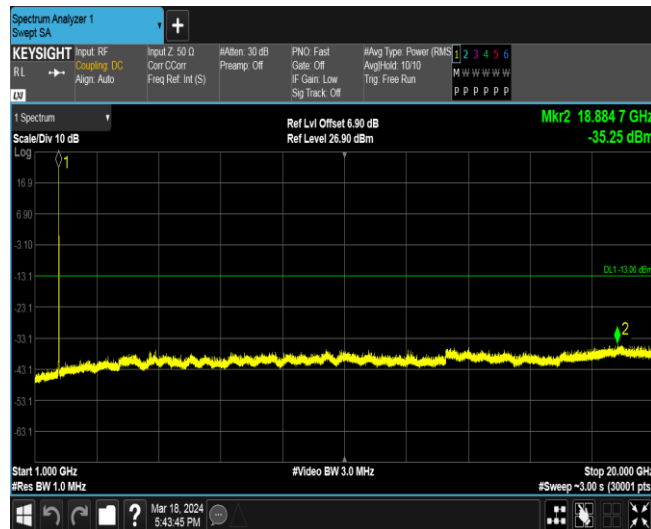 Spectrum Analyzer 1
Swept SA
+
KEYSIGHT
RL
LXI
Input: RF
Coupling: DC
Align: Auto
Input Z: 50 Ω
Corr CCorr
Freq Ref: Int (S)
#Atten: 30 dB
Preamp: Off
PNO: Fast
Gate: Off
IF Gain: Low
Sig Track: Off
#Avg Type: Power (RMS
Avg|Hold: 10/10
Trig: Free Run
1 2 3 4 5 6
M W W W W W
P P P P P P
1 Spectrum
Scale/Div 10 dB
Log
Ref Lvl Offset 6.90 dB
Ref Level 26.90 dBm
Mkr2 18.884 7 GHz
-35.25 dBm
1
16.9
6.90
-3.10
-13.1
DL1 -13.00 dBm
-23.1
-33.1
2
-43.1
-53.1
-63.1
Start 1.000 GHz
#Video BW 3.0 MHz
Stop 20.000 GHz
#Res BW 1.0 MHz
#Sweep ~3.00 s (30001 pts
?
Mar 18, 2024
5:43:45 PM